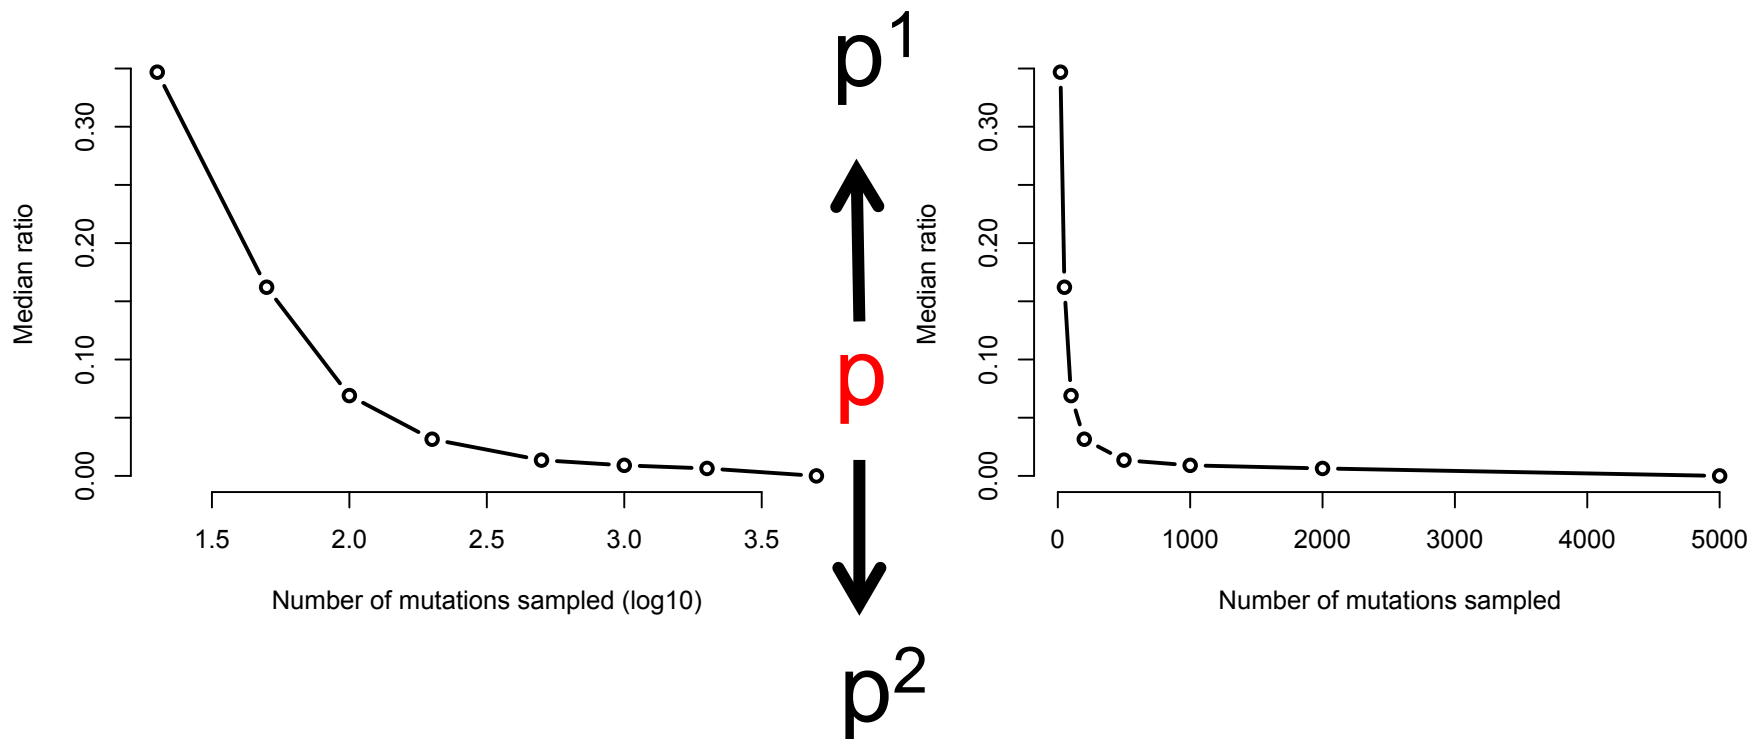 p1
0.30
0.20
0.10
0.00
Median ratio
1.5 2.0 2.5 3.0 3.5
Number of mutations sampled (log10)
p
0.30
0.20
0.10
0.00
Median ratio
0 1000 2000 3000 4000 5000
Number of mutations sampled
p2